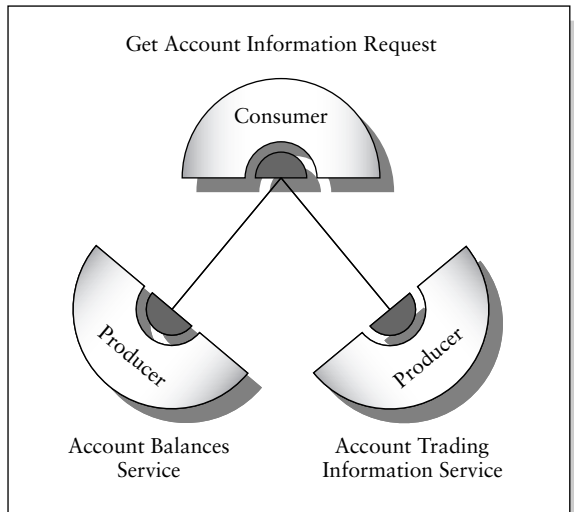 Get Account Information Request
Consumer
Producer
Producer
Account Balances
Service
Account Trading
Information Service